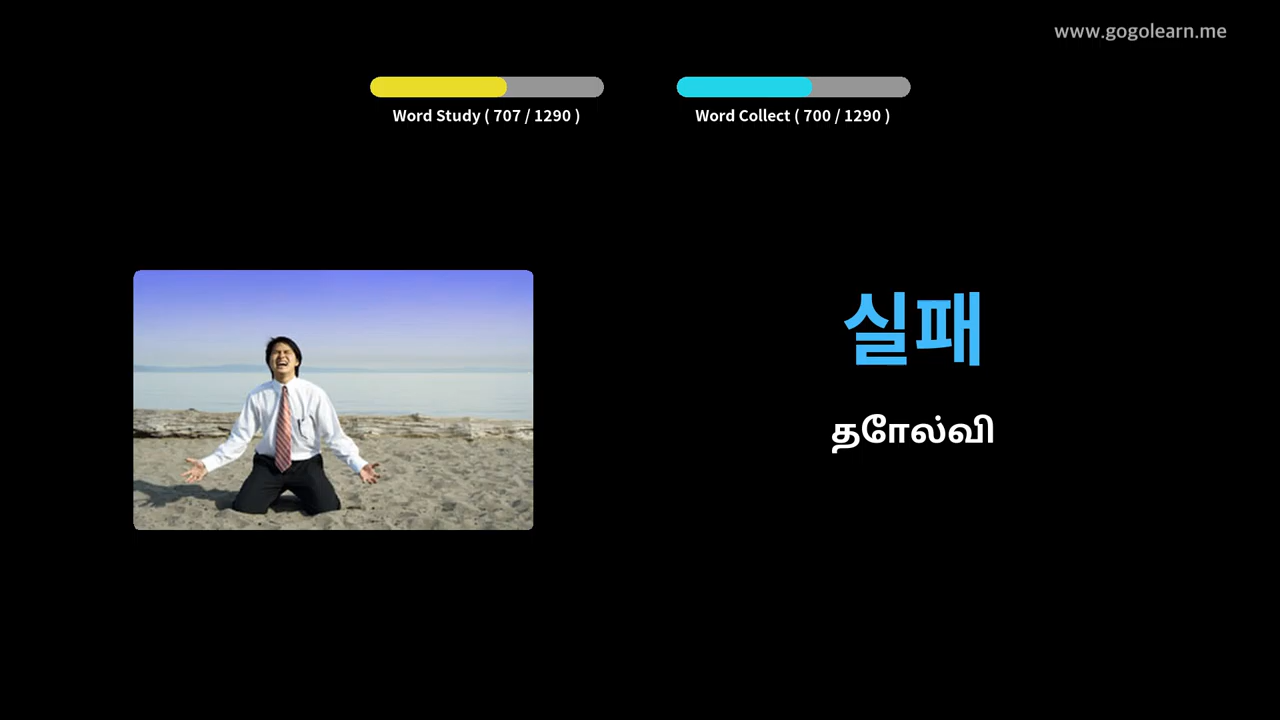 www.gogolearn.me
Word Study ( 707 / 1290 )
Word Collect ( 700 / 1290 )
실패
தோல்வி